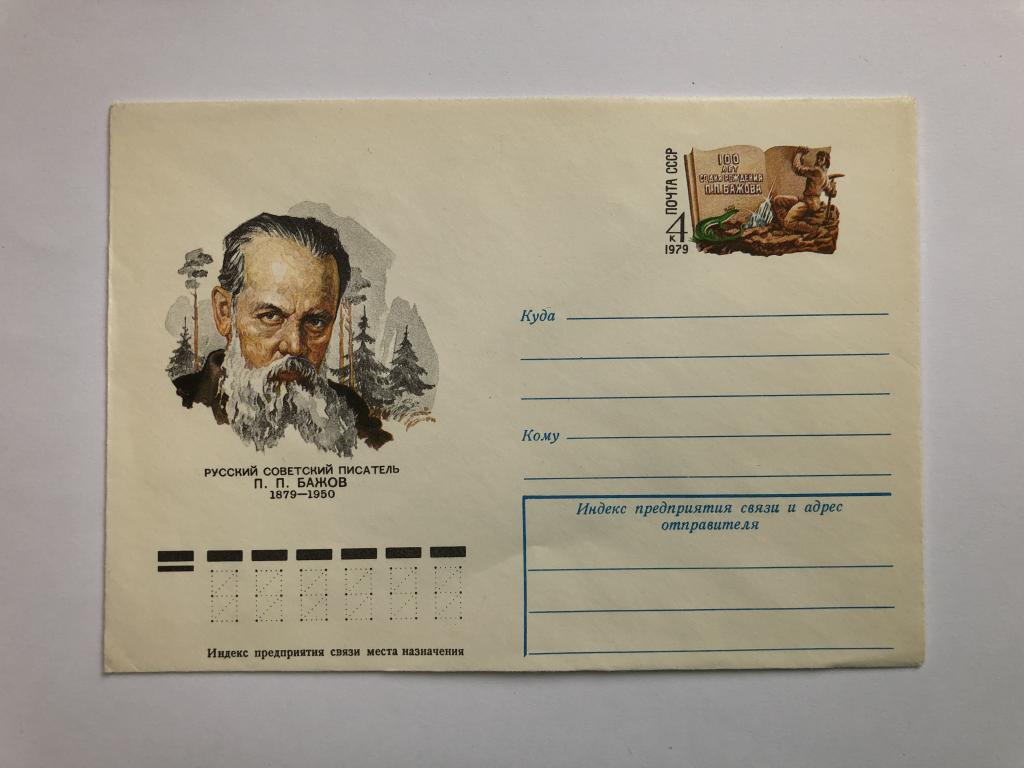 РУССКИЙ СОВЕТСКИЙ ПИСАТЕЛЬ
П. П. БАЖОВ
1879—1950
Индекс предприятия связи места назначения
ПОЧТА СССР
4 к
1979
100
ЛЕТ
СО ДНЯ РОЖДЕНИЯ
П.П. БАЖОВА
Куда
Кому
Индекс предприятия связи и адрес
отправителя